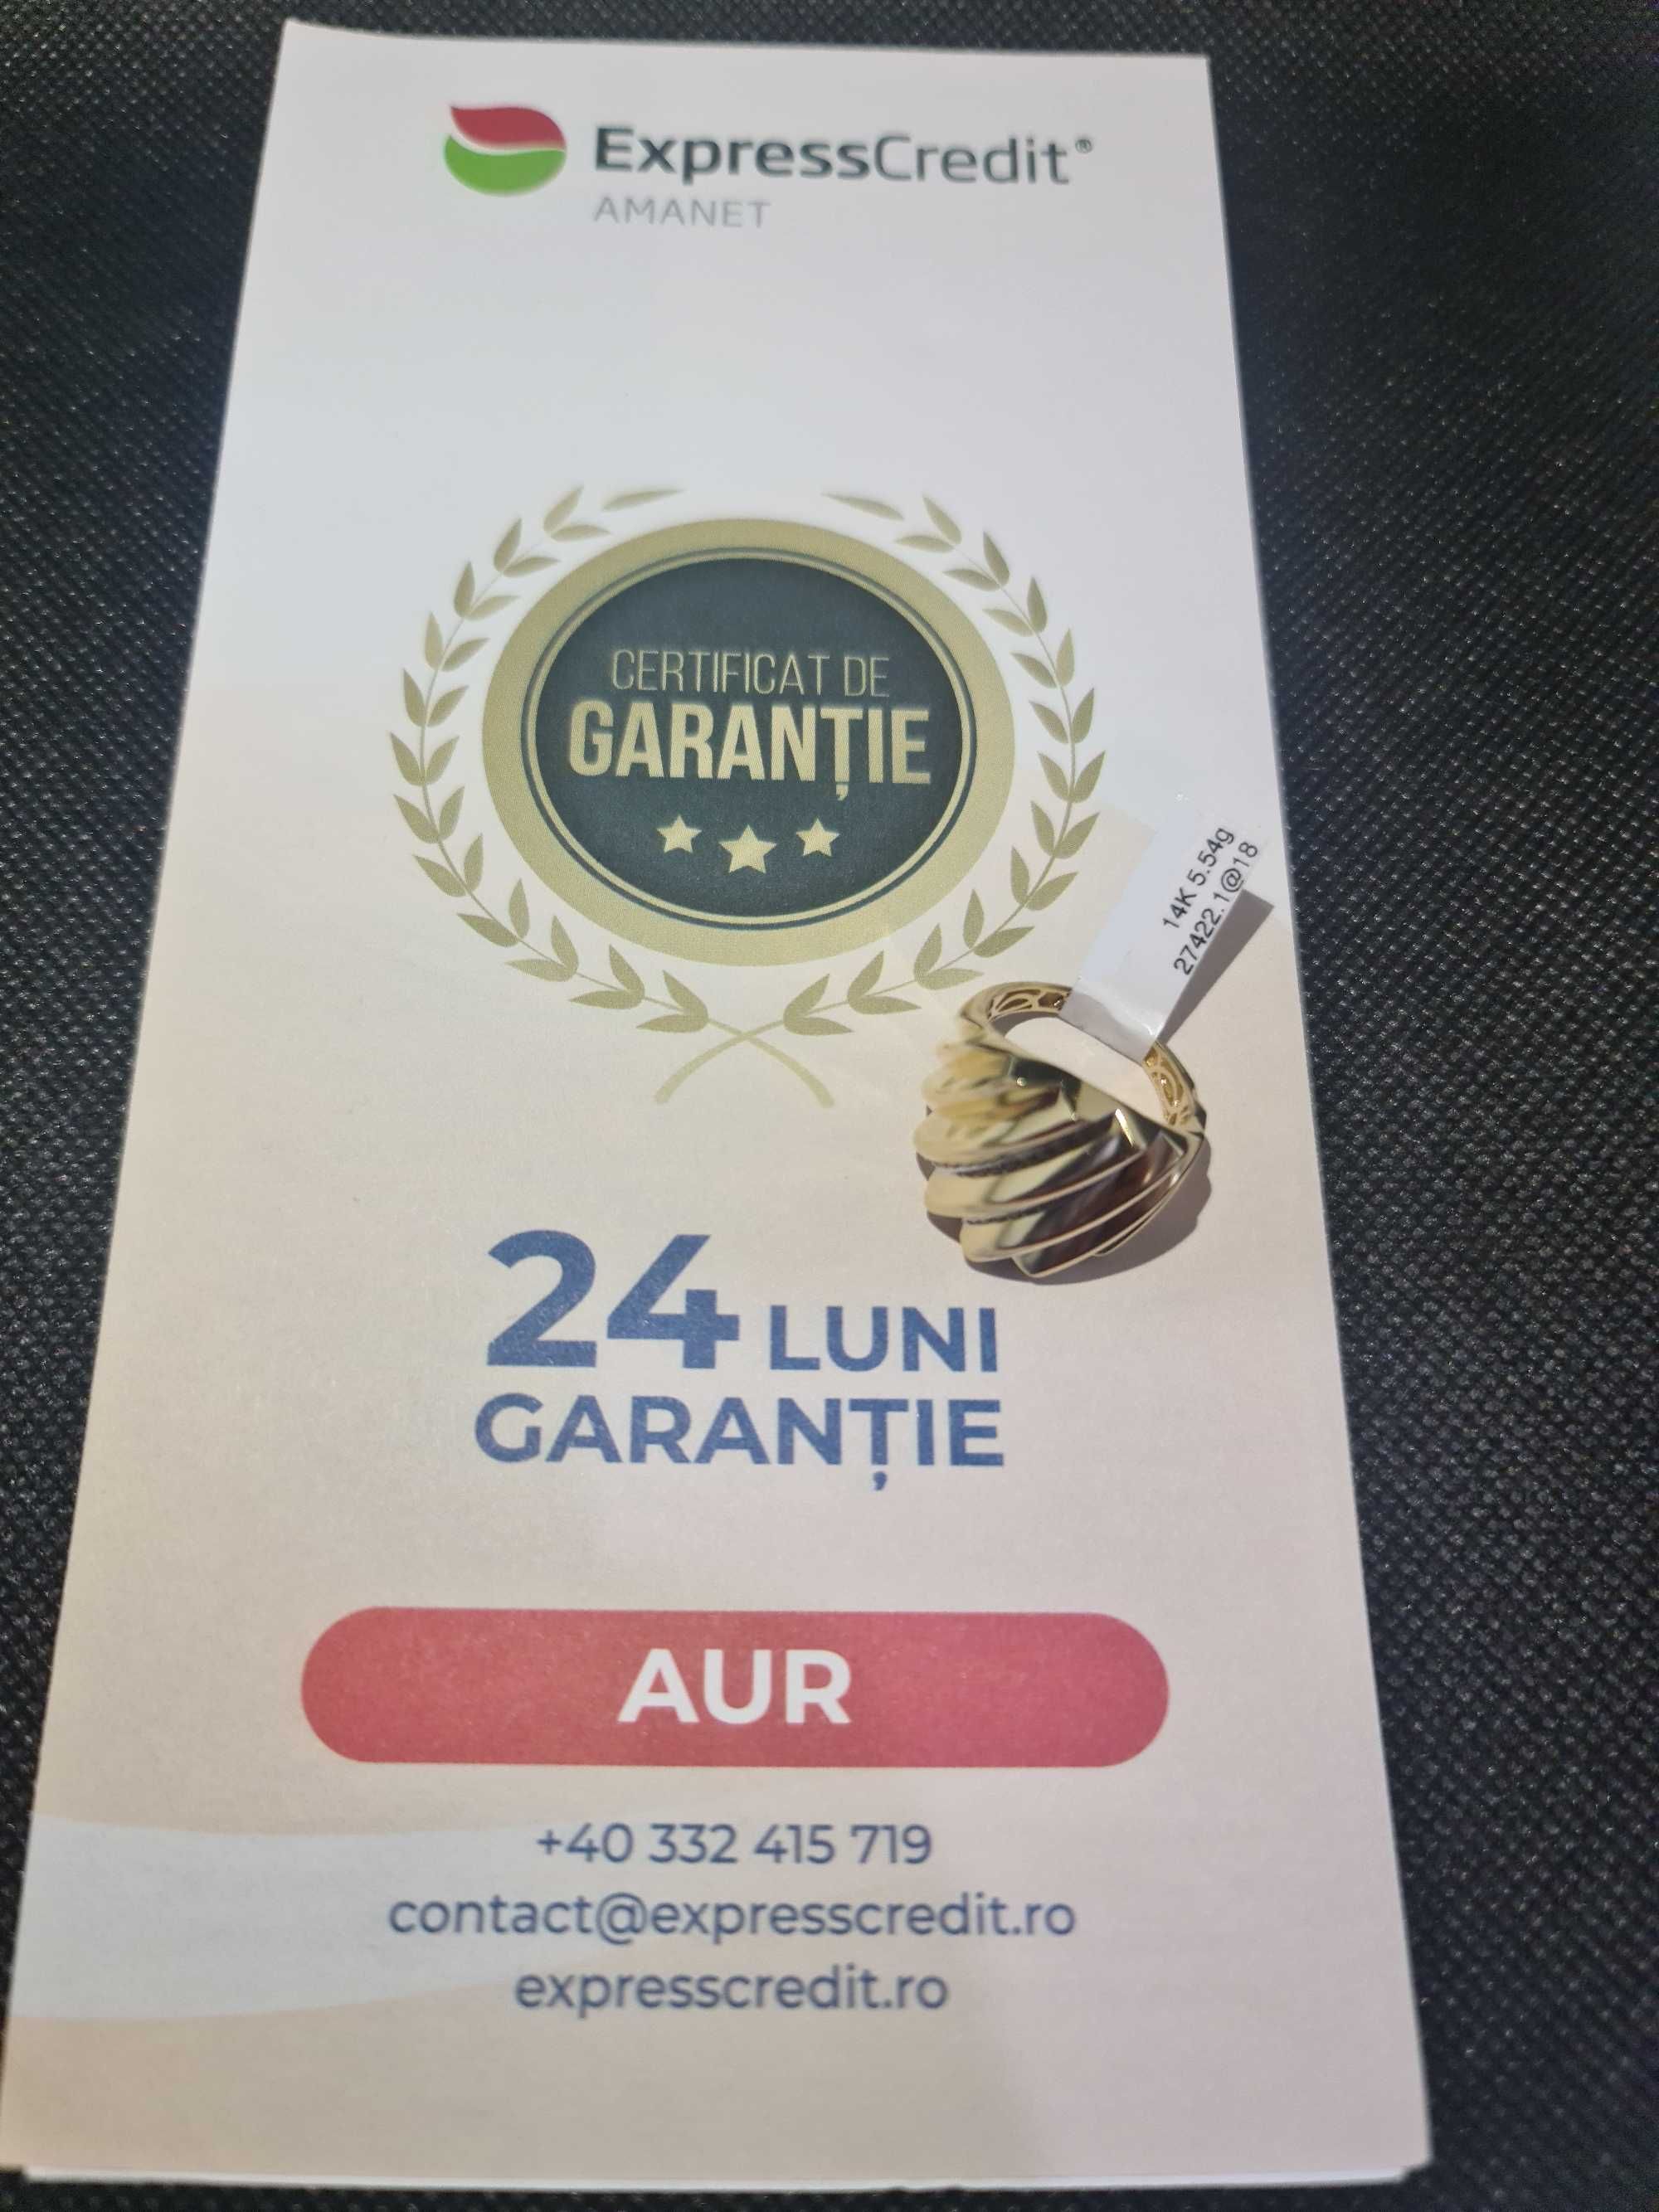 ExpressCredit®
AMANET
CERTIFICAT DE
GARANȚIE
14K 5.54g
27422.1@18
24 LUNI
GARANȚIE
AUR
+40 332 415 719
contact@expresscredit.ro
expresscredit.ro